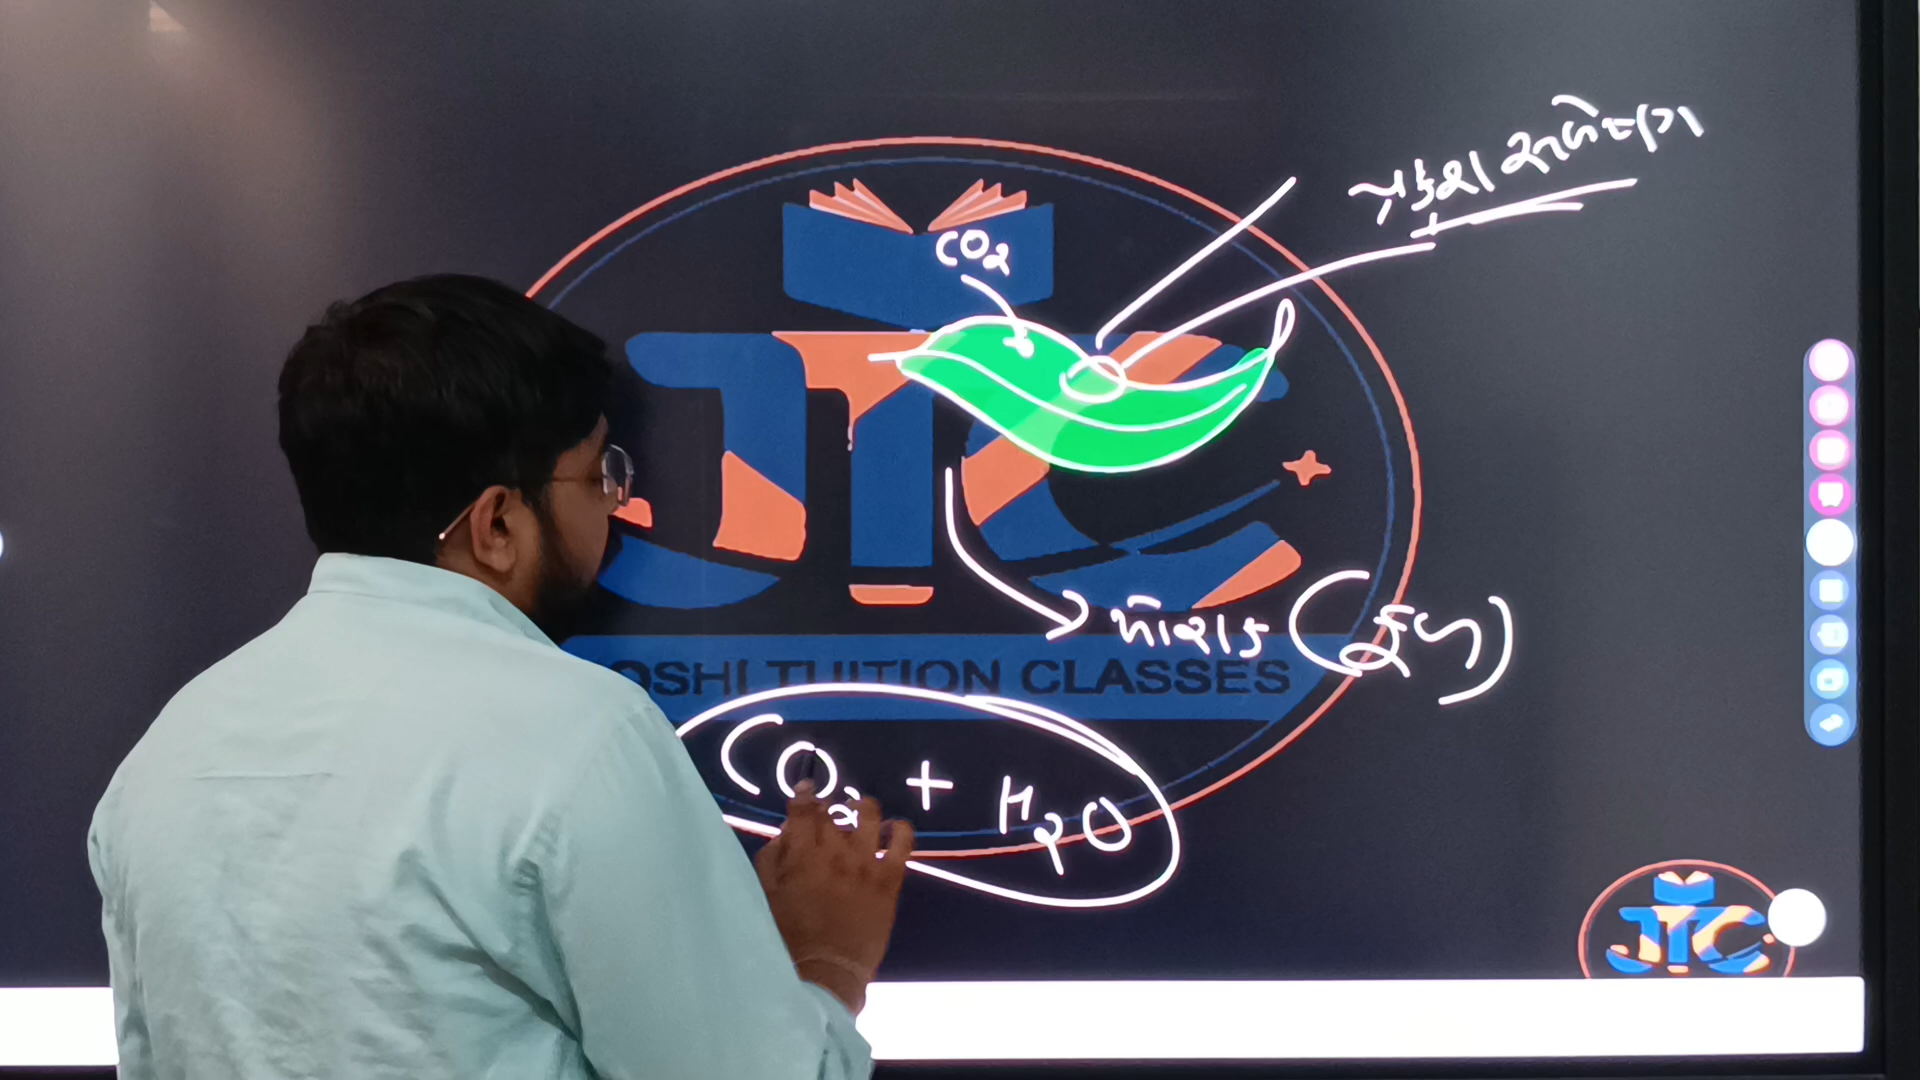 પ્રકાશ સંશ્લેષણ
CO2
JTC
ખોરાક
OSHI TUITION CLASSES
CO2 + H2O
JTC